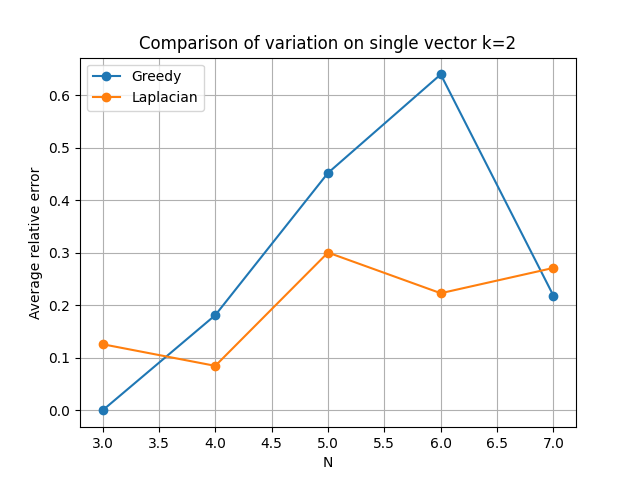 Comparison of variation on single vector k=2
Greedy
Laplacian
Average relative error
0.6
0.5
0.4
0.3
0.2
0.1
0.0
3.0 3.5 4.0 4.5 5.0 5.5 6.0 6.5 7.0
N